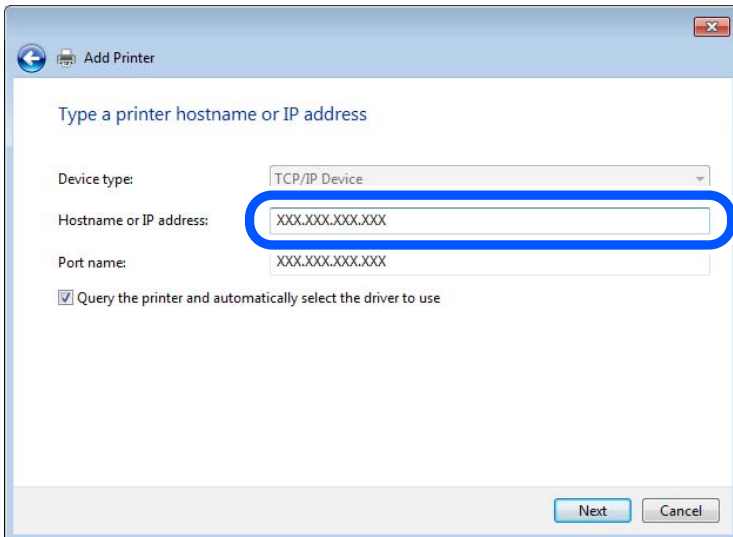 Add Printer
Type a printer hostname or IP address
Device type: TCP/IP Device
Hostname or IP address: XXX.XXX.XXX.XXX
Port name: XXX.XXX.XXX.XXX
Query the printer and automatically select the driver to use
Next Cancel